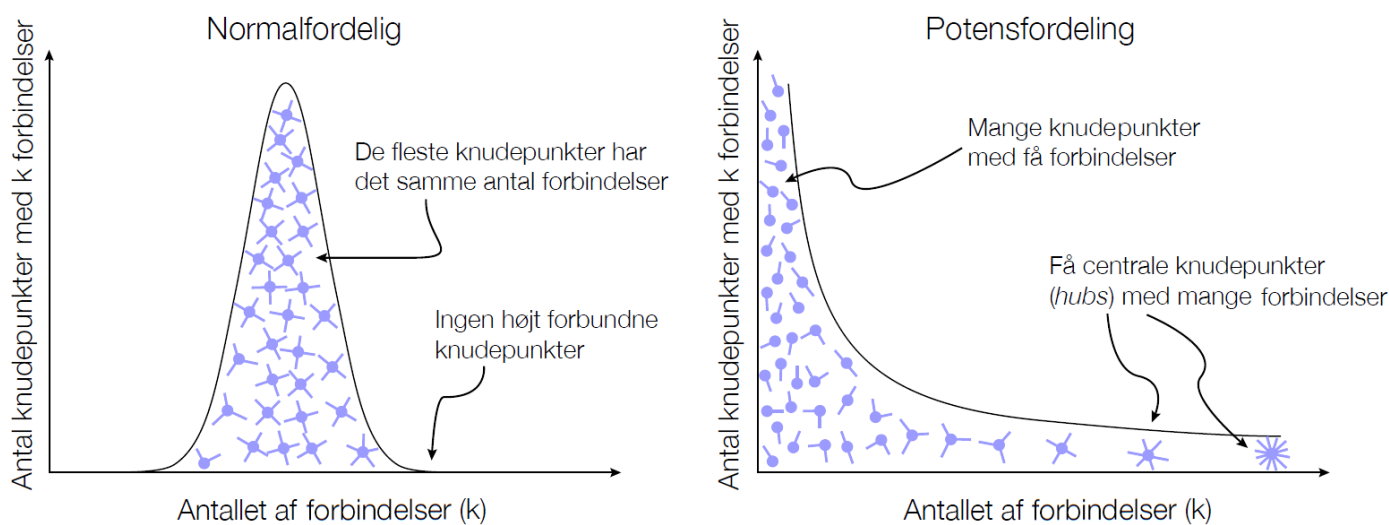 Normalfordelig
Antal knudepunkter med k forbindelser
De fleste knudepunkter har
det samme antal forbindelser
Ingen højt forbundne
knudepunkter
Antallet af forbindelser (k)
Potensfordeling
Antal knudepunkter med k forbindelser
Mange knudepunkter
med få forbindelser
Få centrale knudepunkter
(hubs) med mange forbindelser
Antallet af forbindelser (k)